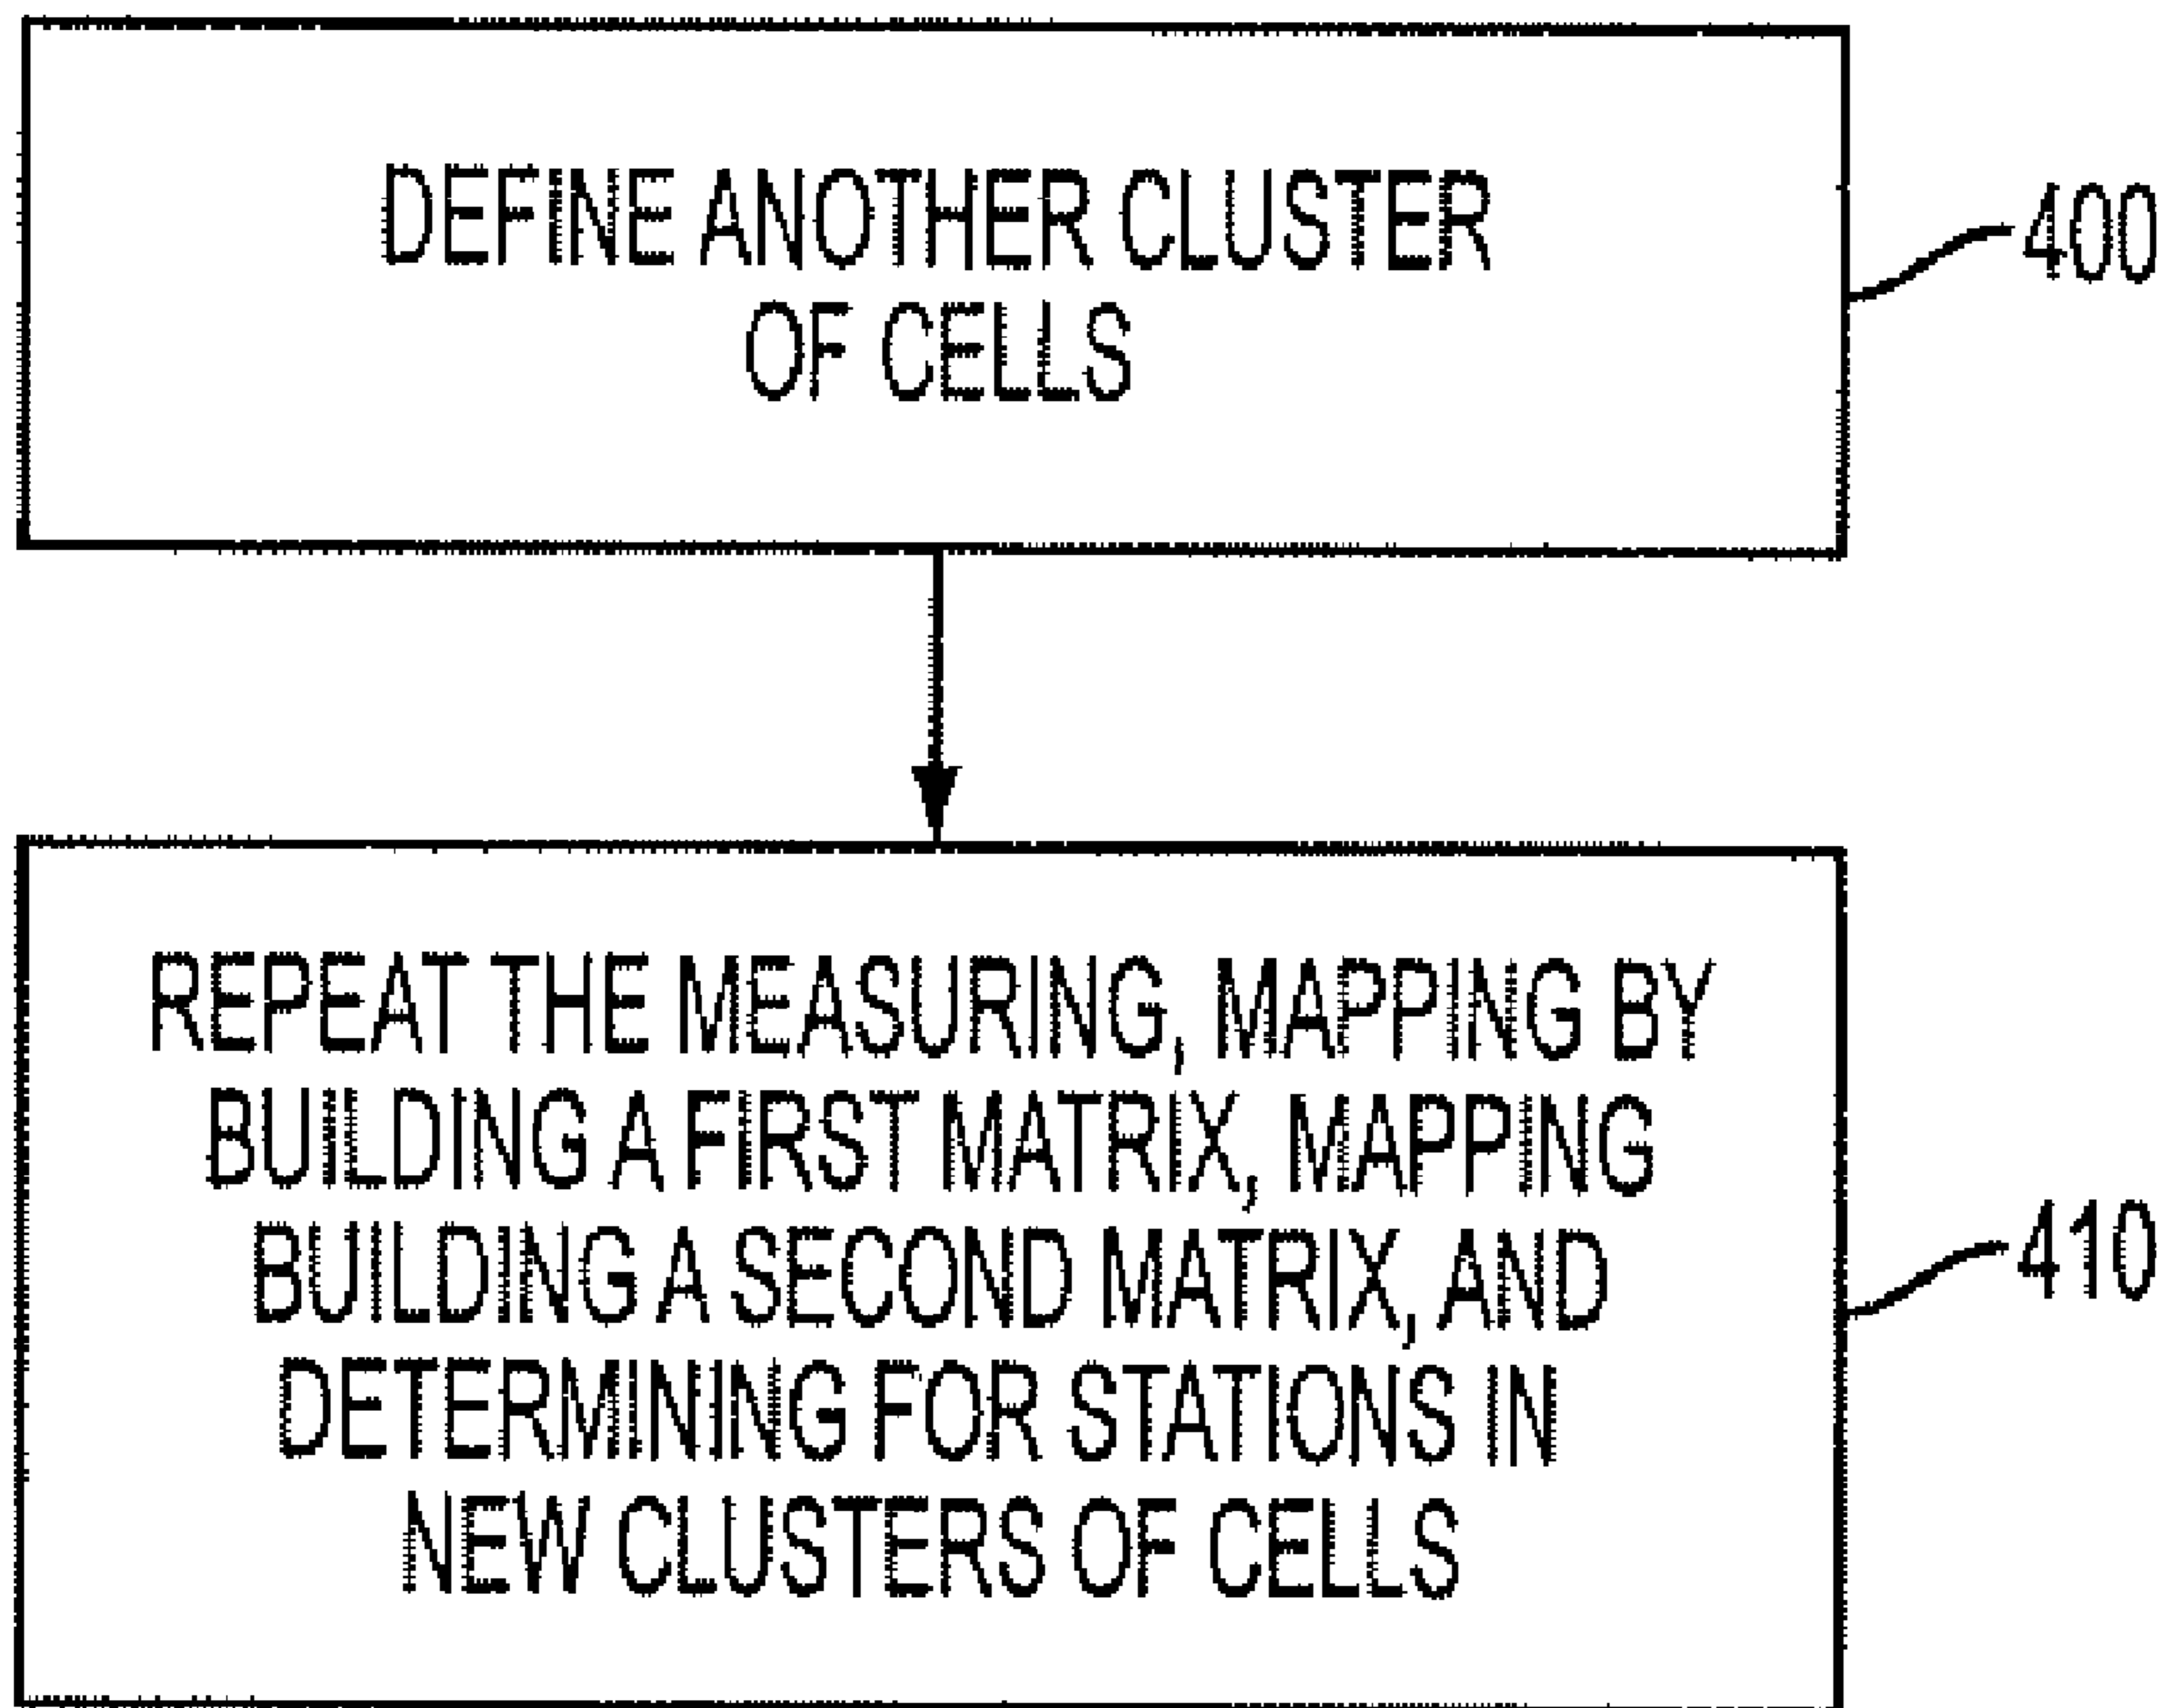 DEFINE ANOTHER CLUSTER
OF CELLS
400
REPEAT THE MEASURING, MAPPING BY
BUILDING A FIRST MATRIX, MAPPING
BUILDING A SECOND MATRIX, AND
DETERMINING FOR STATIONS IN
NEW CLUSTERS OF CELLS
410